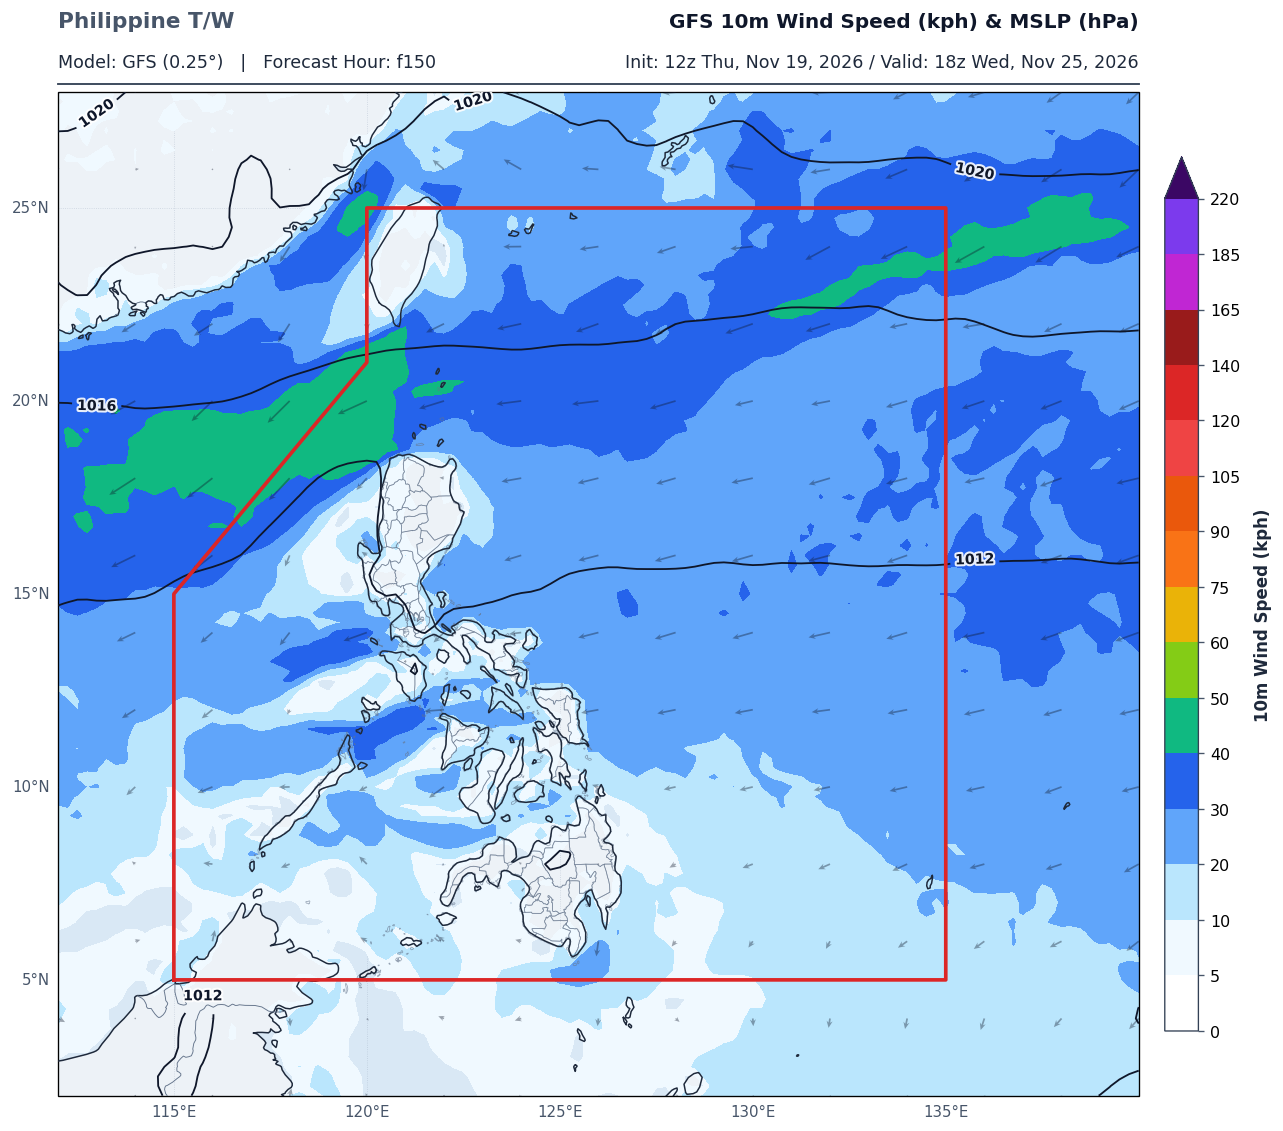 Philippine T/W
GFS 10m Wind Speed (kph) & MSLP (hPa)
Model: GFS (0.25°) | Forecast Hour: f150
Init: 12z Thu, Nov 19, 2026 / Valid: 18z Wed, Nov 25, 2026
1020
1020
1020
1016
1012
1012
25°N
20°N
15°N
10°N
5°N
115°E
120°E
125°E
130°E
135°E
220
185
165
140
120
105
90
75
60
50
40
30
20
10
5
0
10m Wind Speed (kph)